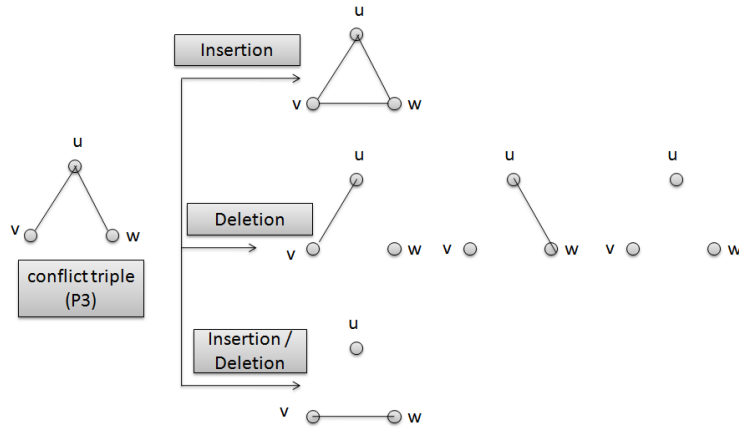 u
Insertion
v
w
u
u
u
u
v
w
Deletion
v
w
v
w
v
w
conflict triple
(P3)
Insertion /
Deletion
u
v
w